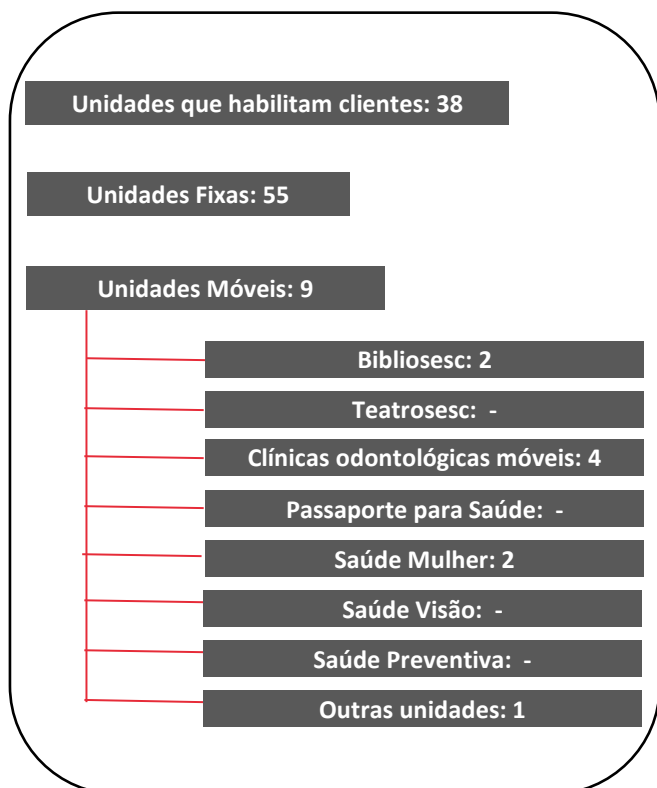 Unidades que habilitam clientes: 38
Unidades Fixas: 55
Unidades Móveis: 9
Bibliosesc: 2
Teatrosesc: -
Clínicas odontológicas móveis: 4
Passaporte para Saúde: -
Saúde Mulher: 2
Saúde Visão: -
Saúde Preventiva: -
Outras unidades: 1